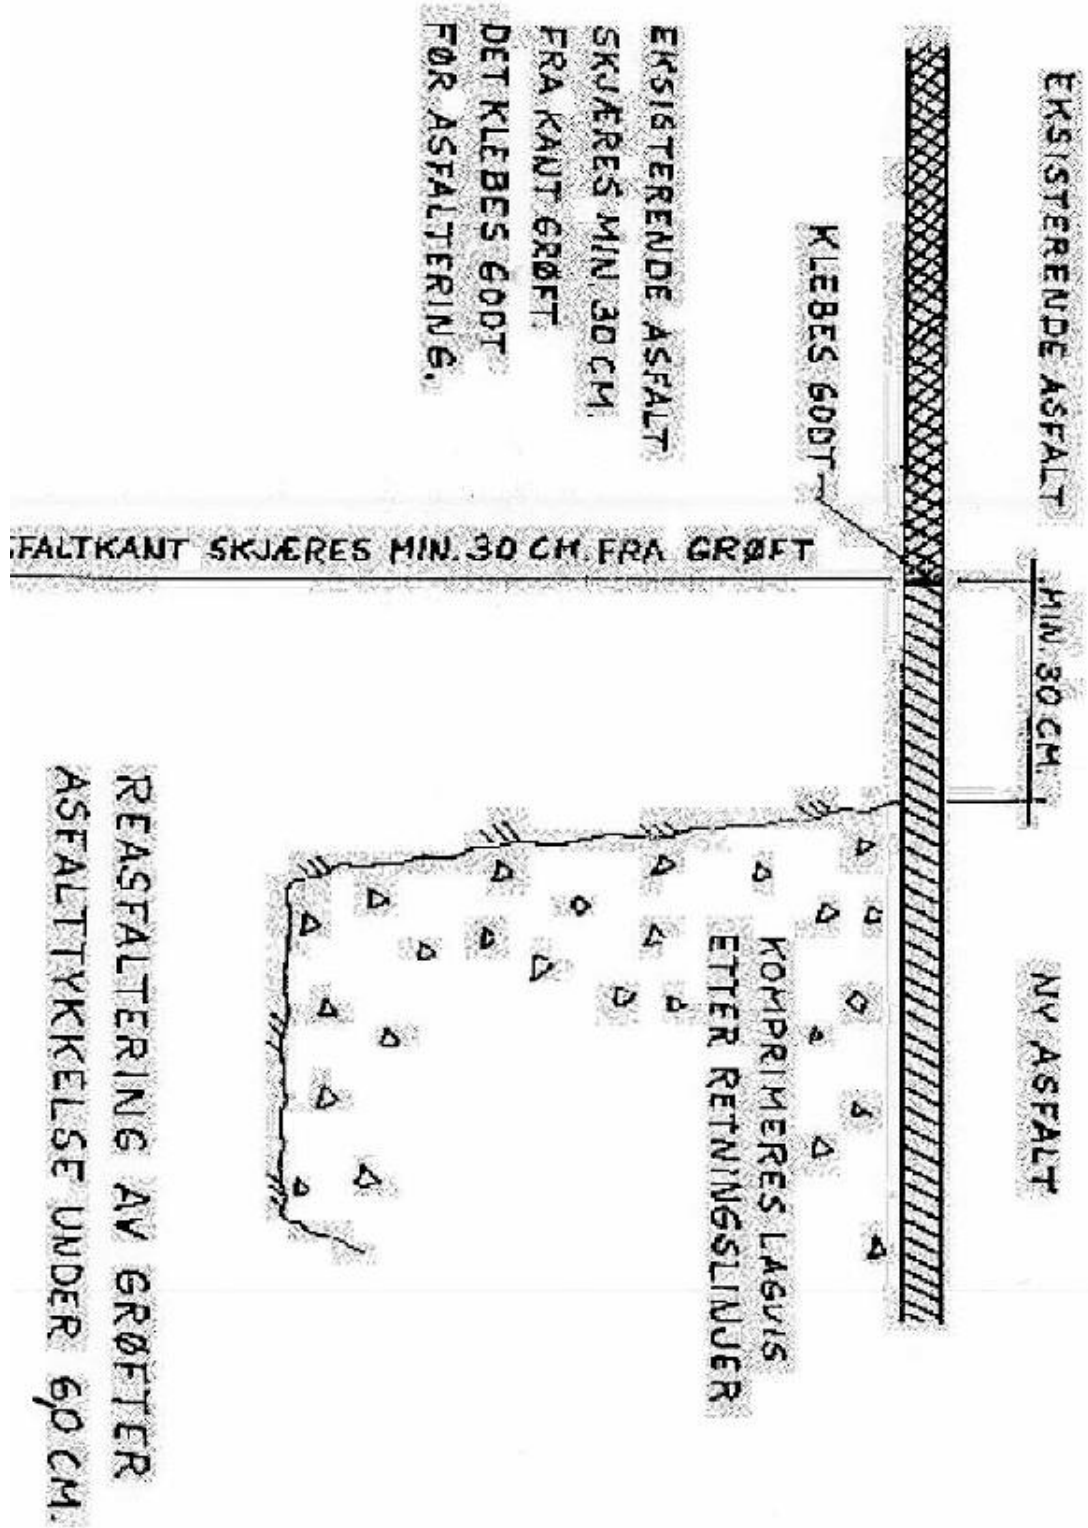 EKSISTERENDE ASFALT
MIN. 30 CM.
NY ASFALT
KLEBES GODT
EKSISTERENDE ASFALT
SKJÆRES MIN 30 CM
FRA KANT GRØFT
DET KLEBES GODT
FØR ASFALTERING.
FALTKANT SKJÆRES MIN. 30 CM. FRA GRØFT
KOMPRIMERES LAGVIS
ETTER RETNINGSLINJER
REASFALTERING AV GRØFTER
ASFALTTYKKELSE UNDER 6,0 CM.